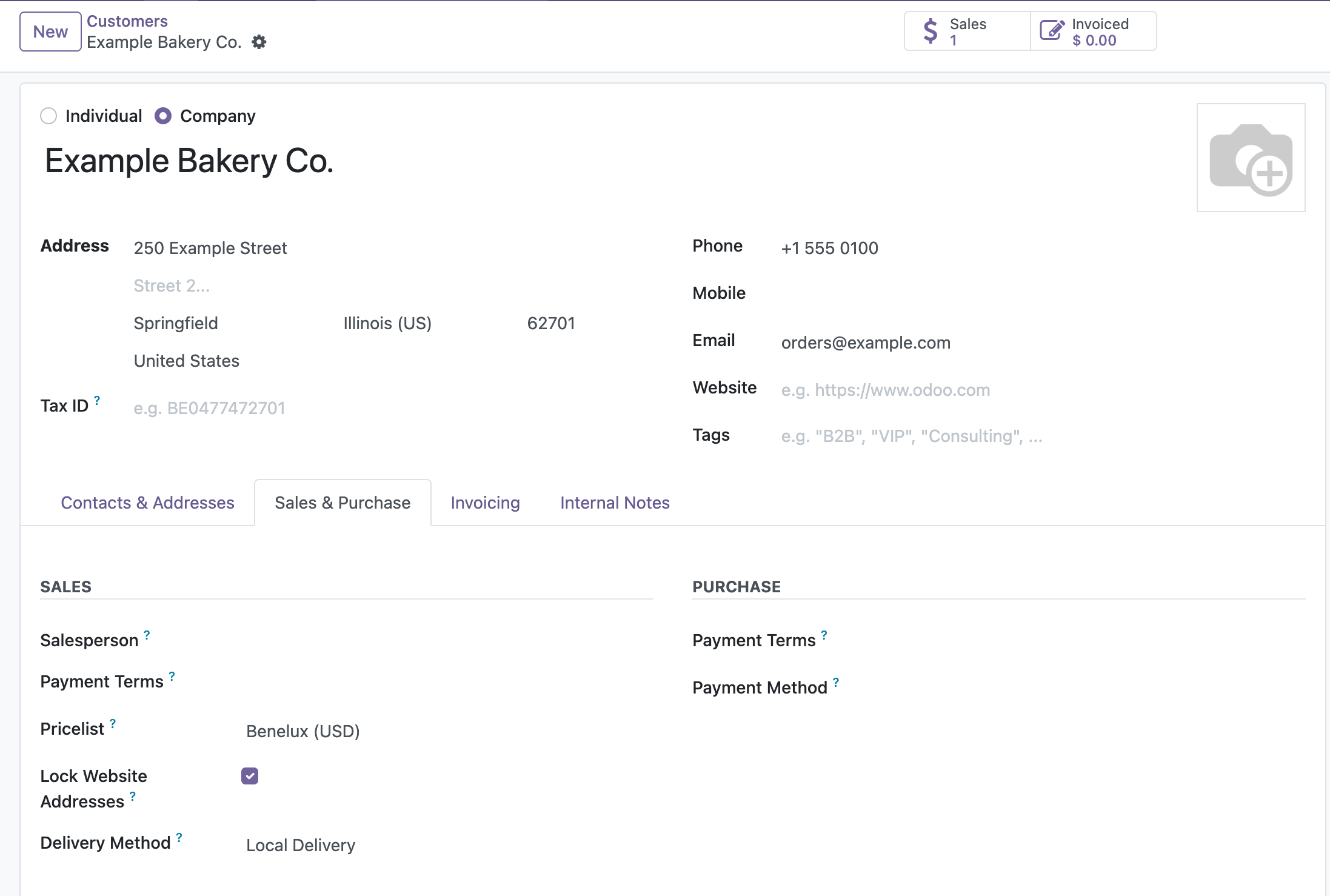 New
Customers
Example Bakery Co.
Sales
1
Invoiced
$ 0.00
Individual
Company
Example Bakery Co.
Address
250 Example Street
Street 2...
Springfield Illinois (US) 62701
United States
Tax ID ?
e.g. BE0477472701
Phone
+1 555 0100
Mobile
Email
orders@example.com
Website
e.g. https://www.odoo.com
Tags
e.g. "B2B", "VIP", "Consulting", ...
Contacts & Addresses
Sales & Purchase
Invoicing
Internal Notes
SALES
Salesperson ?
Payment Terms ?
Pricelist ?
Benelux (USD)
Lock Website
Addresses ?
Delivery Method ?
Local Delivery
PURCHASE
Payment Terms ?
Payment Method ?